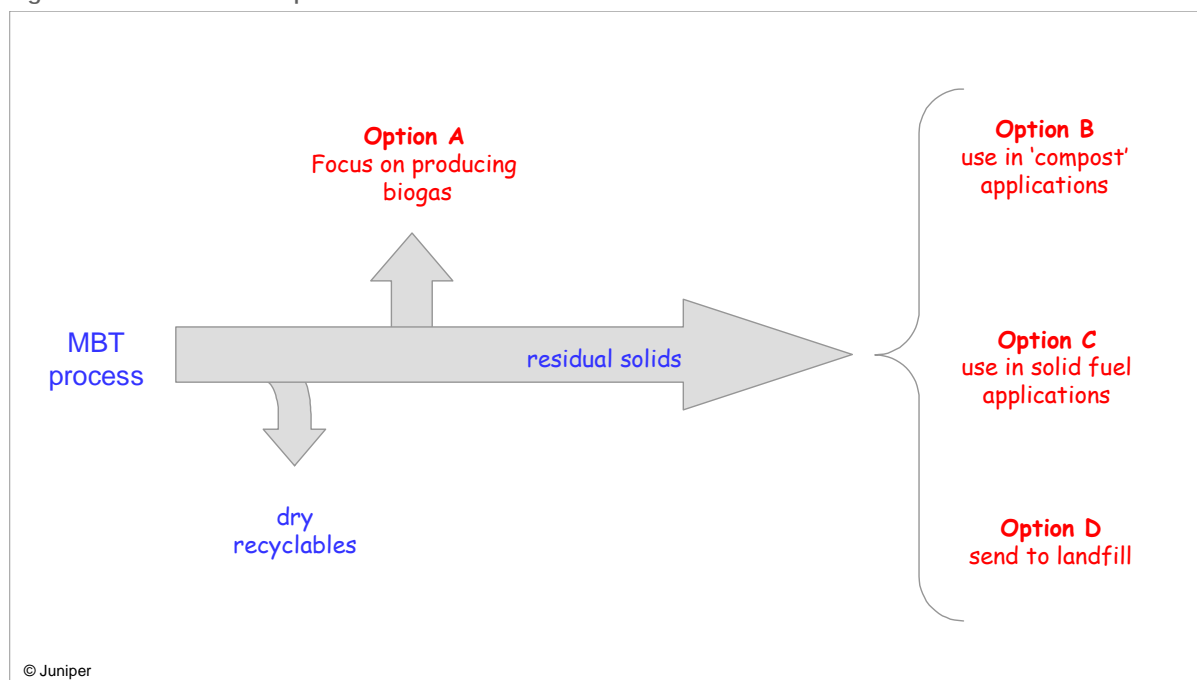 Option A
Focus on producing
biogas
MBT
process
residual solids
dry
recyclables
Option B
use in ‘compost’
applications
Option C
use in solid fuel
applications
Option D
send to landfill
© Juniper